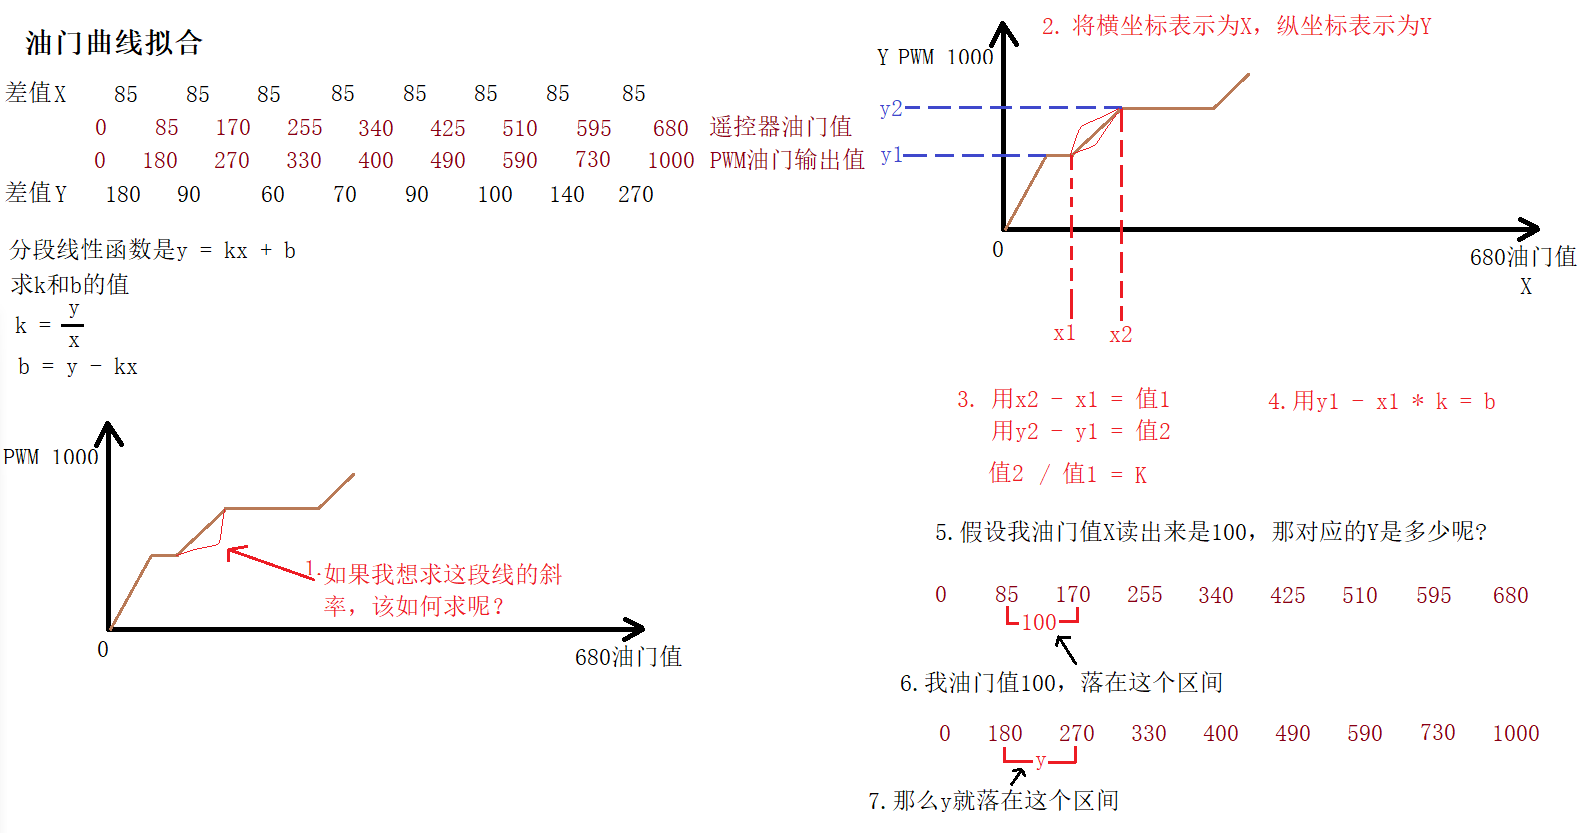 油门曲线拟合
差值X 85 85 85 85 85 85 85 85
0 85 170 255 340 425 510 595 680 遥控器油门值
0 180 270 330 400 490 590 730 1000 PWM油门输出值
差值Y 180 90 60 70 90 100 140 270
分段线性函数是y = kx + b
求k和b的值
k = y
x
b = y - kx
PWM 1000
1.如果我想求这段线的斜
率，该如何求呢？
0
680油门值
2. 将横坐标表示为X，纵坐标表示为Y
Y PWM 1000
y2
y1
0
680油门值
X
x1 x2
3. 用x2 - x1 = 值1
用y2 - y1 = 值2
值2 / 值1 = K
4.用y1 - x1 * k = b
5.假设我油门值X读出来是100，那对应的Y是多少呢?
0 85 170 255 340 425 510 595 680
100
6.我油门值100，落在这个区间
0 180 270 330 400 490 590 730 1000
y
7.那么y就落在这个区间